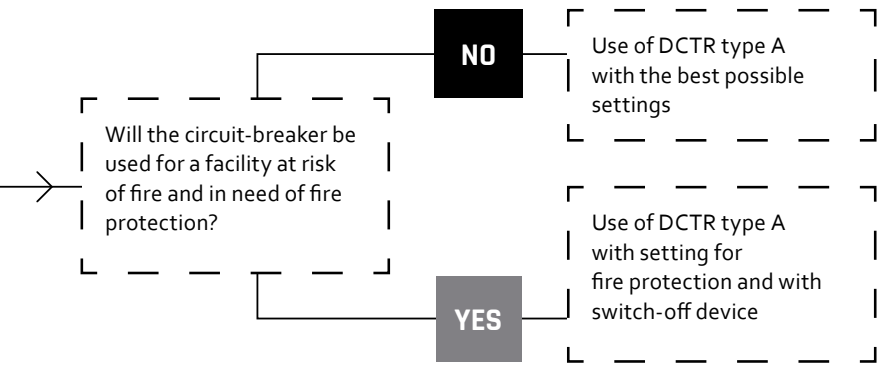 Will the circuit-breaker be
used for a facility at risk
of fire and in need of fire
protection?
NO
Use of DCTR type A
with the best possible
settings
YES
Use of DCTR type A
with setting for
fire protection and with
switch-off device